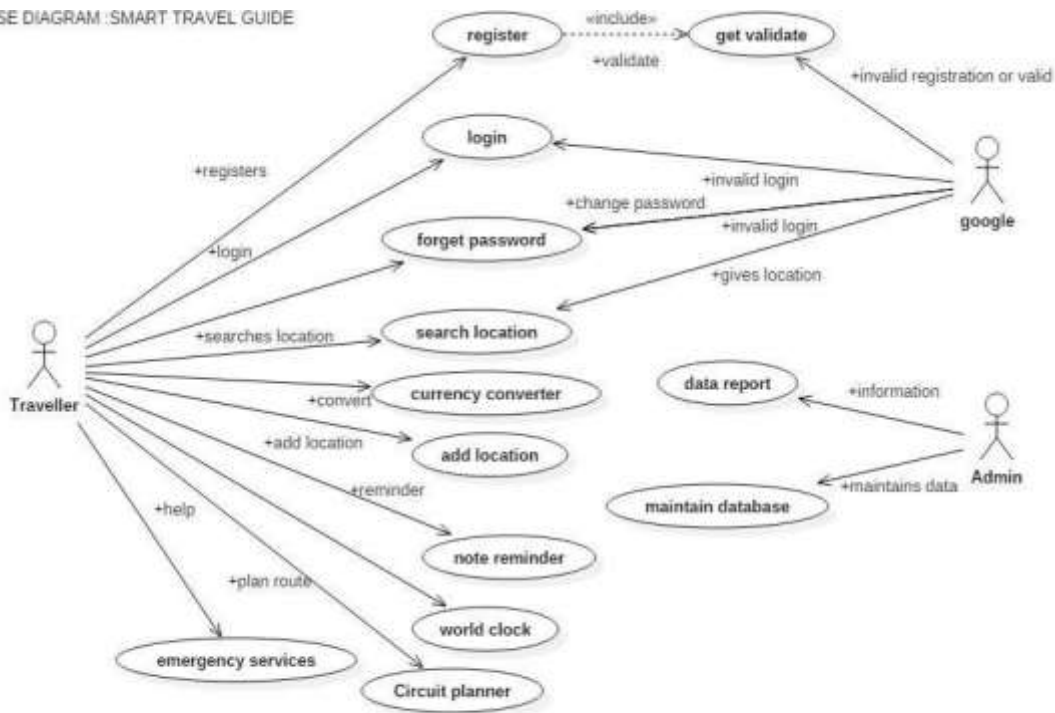 SE DIAGRAM :SMART TRAVEL GUIDE
«include»
register
get validate
+validate
+invalid registration or valid
login
+registers
+invalid login
+change password
google
+invalid login
forget password
+login
+gives location
search location
+searches location
data report
currency converter
+information
Traveller
+convert
+add location
add location
Admin
+reminder
+maintains data
maintain database
+help
note reminder
+plan route
world clock
emergency services
Circuit planner